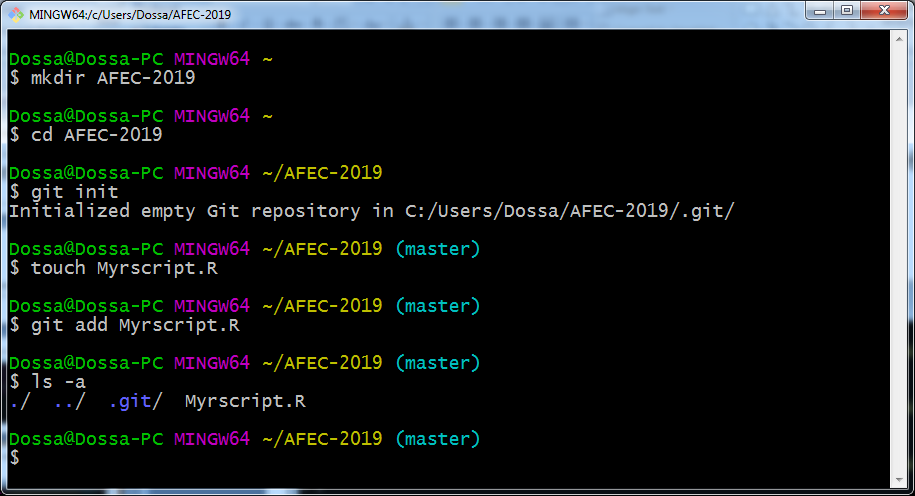 MINGW64:/c/Users/Dossa/AFEC-2019
Dossa@Dossa-PC MINGW64 ~
$ mkdir AFEC-2019
Dossa@Dossa-PC MINGW64 ~
$ cd AFEC-2019
Dossa@Dossa-PC MINGW64 ~/AFEC-2019
$ git init
Initialized empty Git repository in C:/Users/Dossa/AFEC-2019/.git/
Dossa@Dossa-PC MINGW64 ~/AFEC-2019 (master)
$ touch Myrscript.R
Dossa@Dossa-PC MINGW64 ~/AFEC-2019 (master)
$ git add Myrscript.R
Dossa@Dossa-PC MINGW64 ~/AFEC-2019 (master)
$ ls -a
./  ../  .git/  Myrscript.R
Dossa@Dossa-PC MINGW64 ~/AFEC-2019 (master)
$